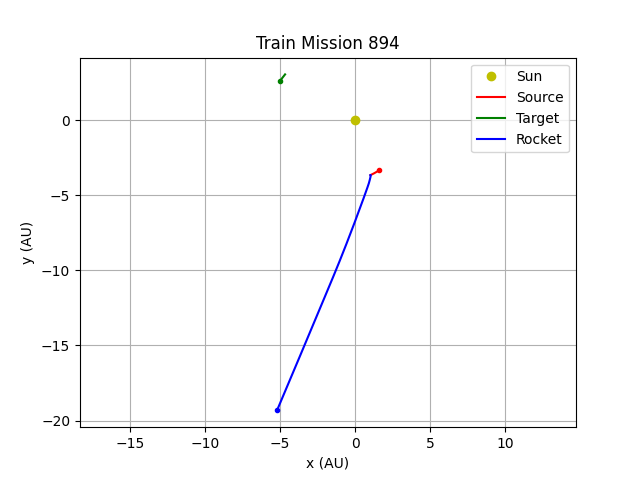 Train Mission 894
Sun
Source
Target
Rocket
0
−5
−10
−15
−20
y (AU)
−15
−10
−5
0
5
10
x (AU)